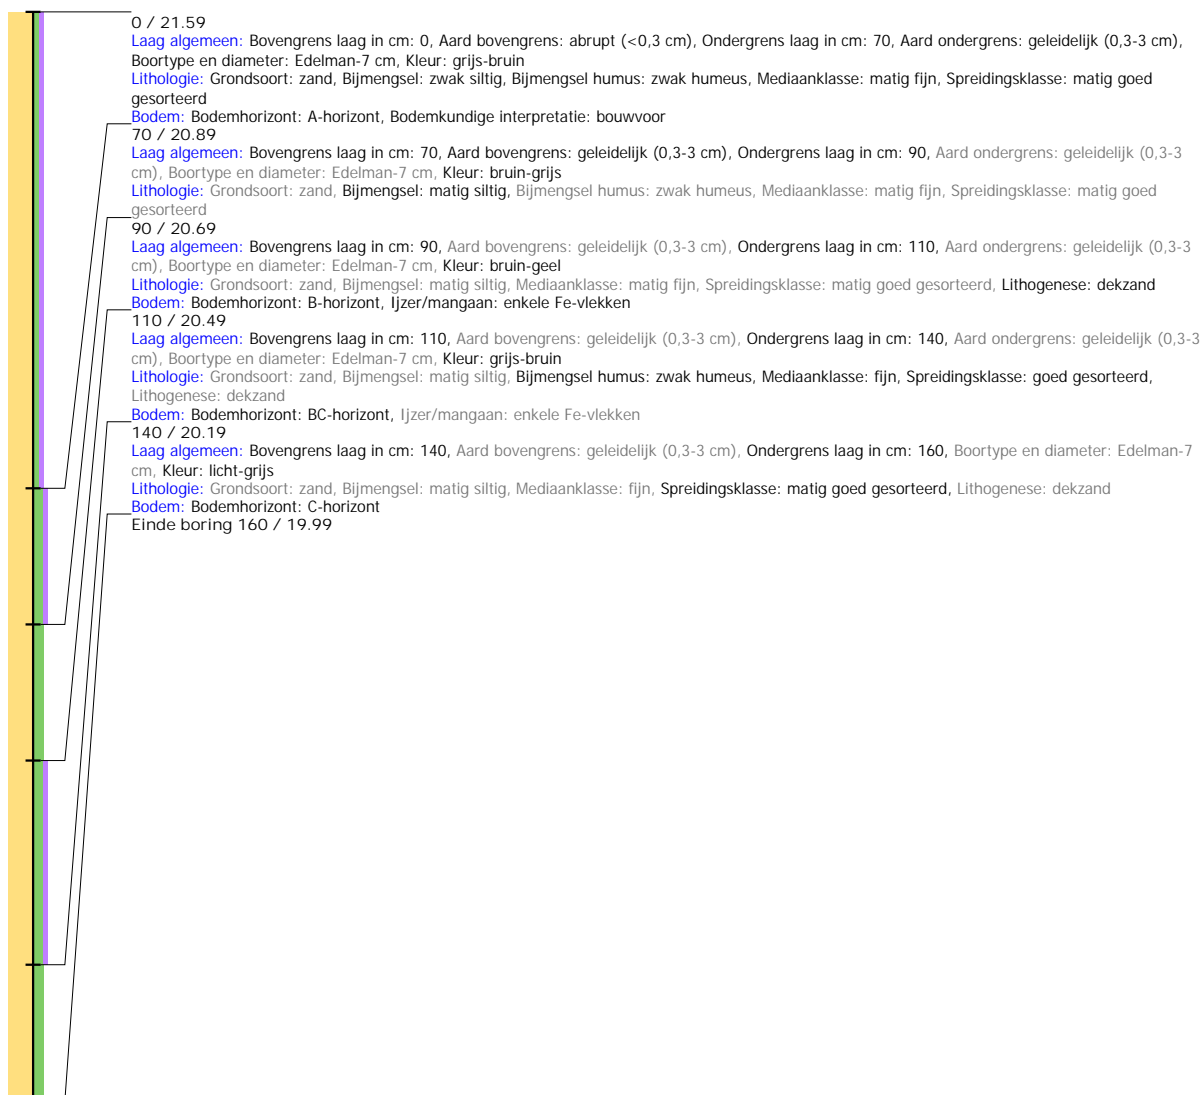 0 / 21.59
Laag algemeen: Bovengrens laag in cm: 0, Aard bovengrens: abrupt (<0,3 cm), Ondergrens laag in cm: 70, Aard ondergrens: geleidelijk (0,3-3 cm),
Boortype en diameter: Edelman-7 cm, Kleur: grijs-bruin
Lithologie: Grondsoort: zand, Bijmengsel: zwak siltig, Bijmengsel humus: zwak humeus, Mediaanklasse: matig fijn, Spreidingsklasse: matig goed
gesorteerd
Bodem: Bodemhorizont: A-horizont, Bodemkundige interpretatie: bouwvoor
70 / 20.89
Laag algemeen: Bovengrens laag in cm: 70, Aard bovengrens: geleidelijk (0,3-3 cm), Ondergrens laag in cm: 90, Aard ondergrens: geleidelijk (0,3-3
cm), Boortype en diameter: Edelman-7 cm, Kleur: bruin-grijs
Lithologie: Grondsoort: zand, Bijmengsel: matig siltig, Bijmengsel humus: zwak humeus, Mediaanklasse: matig fijn, Spreidingsklasse: matig goed
gesorteerd
90 / 20.69
Laag algemeen: Bovengrens laag in cm: 90, Aard bovengrens: geleidelijk (0,3-3 cm), Ondergrens laag in cm: 110, Aard ondergrens: geleidelijk (0,3-3
cm), Boortype en diameter: Edelman-7 cm, Kleur: bruin-geel
Lithologie: Grondsoort: zand, Bijmengsel: matig siltig, Mediaanklasse: matig fijn, Spreidingsklasse: matig goed gesorteerd, Lithogenese: dekzand
Bodem: Bodemhorizont: B-horizont, Ijzer/mangaan: enkele Fe-vlekken
110 / 20.49
Laag algemeen: Bovengrens laag in cm: 110, Aard bovengrens: geleidelijk (0,3-3 cm), Ondergrens laag in cm: 140, Aard ondergrens: geleidelijk (0,3-3
cm), Boortype en diameter: Edelman-7 cm, Kleur: grijs-bruin
Lithologie: Grondsoort: zand, Bijmengsel: matig siltig, Bijmengsel humus: zwak humeus, Mediaanklasse: fijn, Spreidingsklasse: goed gesorteerd,
Lithogenese: dekzand
Bodem: Bodemhorizont: BC-horizont, Ijzer/mangaan: enkele Fe-vlekken
140 / 20.19
Laag algemeen: Bovengrens laag in cm: 140, Aard bovengrens: geleidelijk (0,3-3 cm), Ondergrens laag in cm: 160, Boortype en diameter: Edelman-7
cm, Kleur: licht-grijs
Lithologie: Grondsoort: zand, Bijmengsel: matig siltig, Mediaanklasse: fijn, Spreidingsklasse: matig goed gesorteerd, Lithogenese: dekzand
Bodem: Bodemhorizont: C-horizont
Einde boring 160 / 19.99